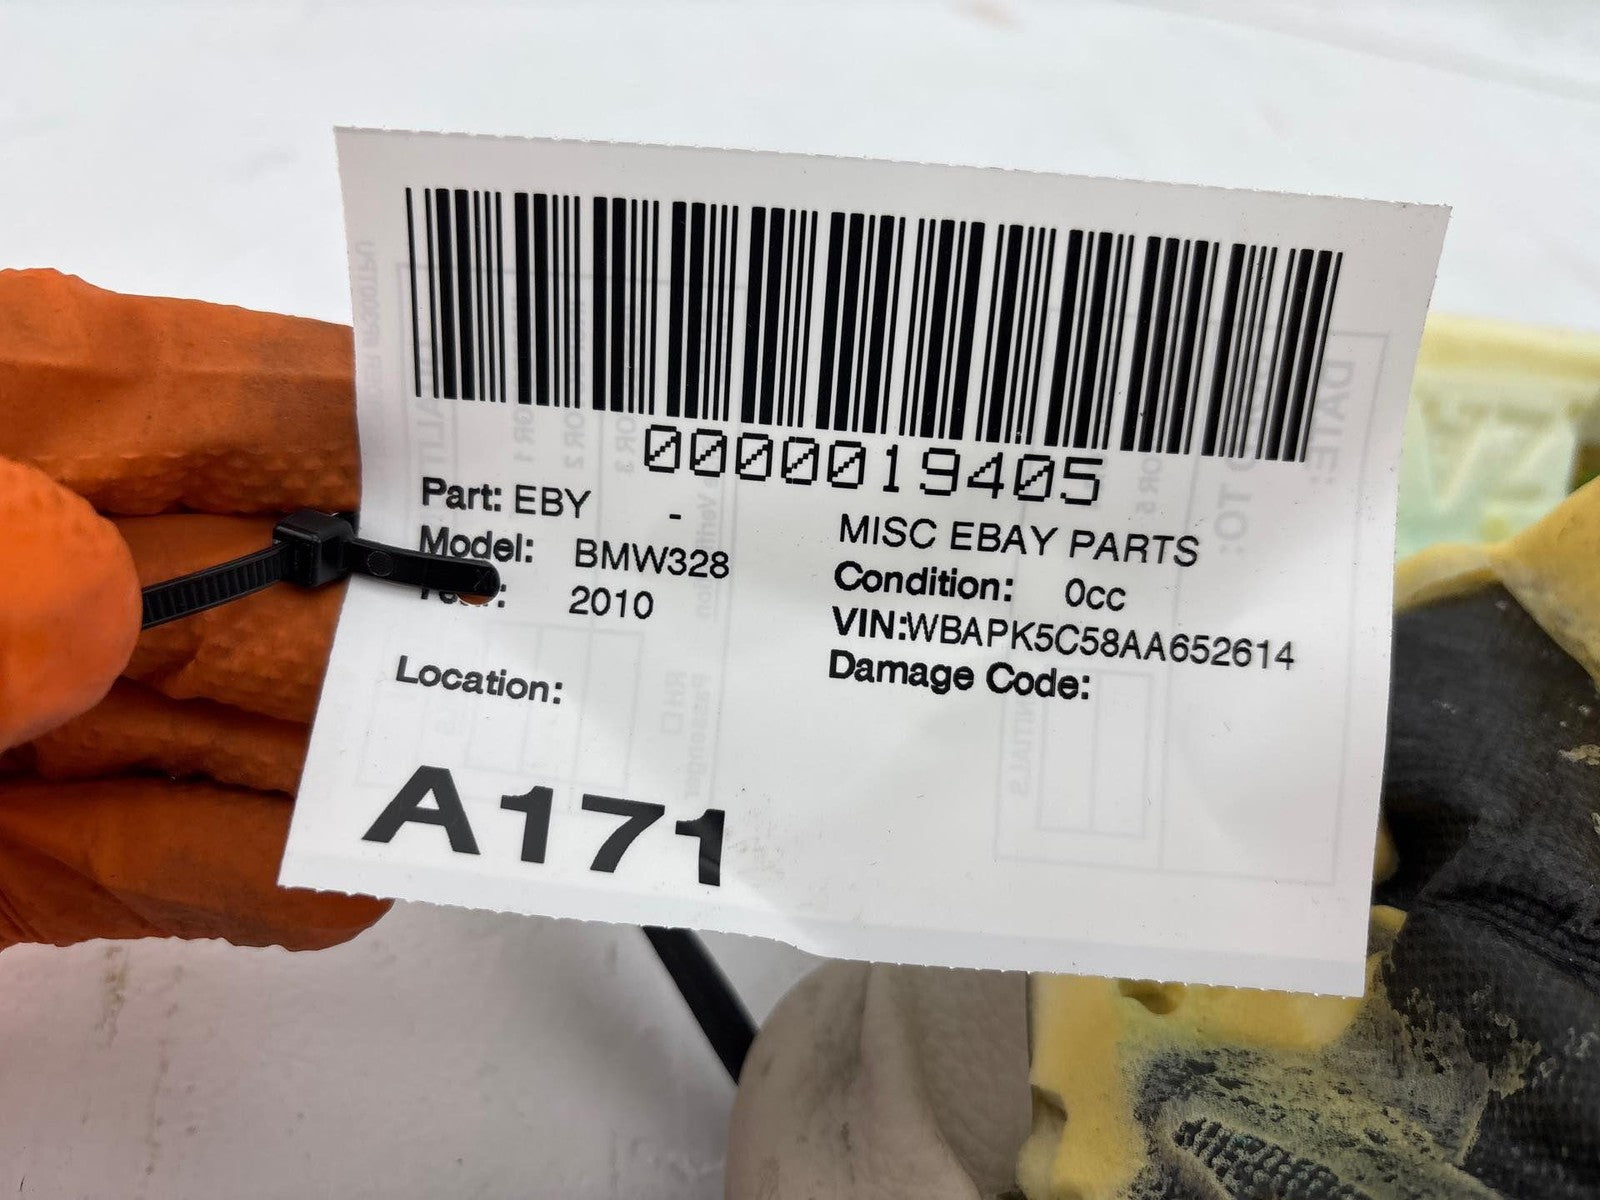 0000019405
Part: EBY - MISC EBAY PARTS
Model: BMW328 Condition: 0cc
2010 VIN:WBAPK5C58AA652614
Location: Damage Code:
A171